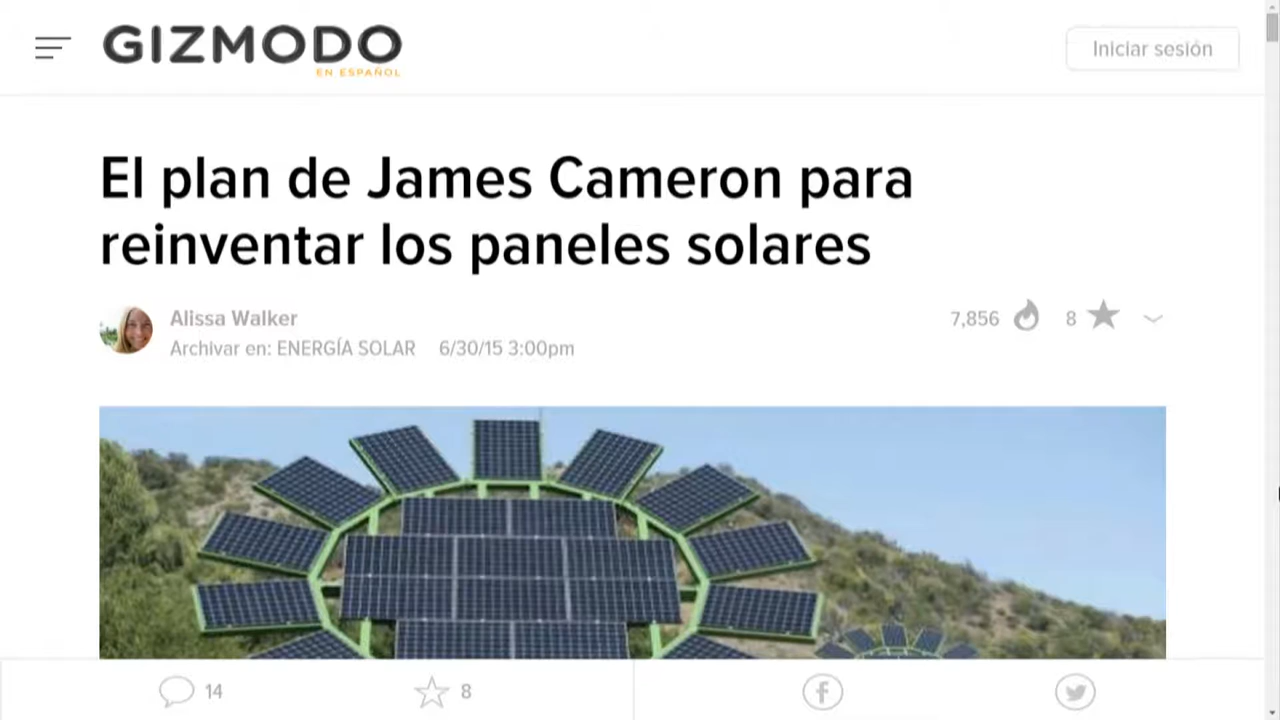 GIZMODO
EN ESPAÑOL
Iniciar sesión
El plan de James Cameron para
reinventar los paneles solares
Alissa Walker
Archivar en: ENERGÍA SOLAR 6/30/15 3:00pm
7,856 8
14 8